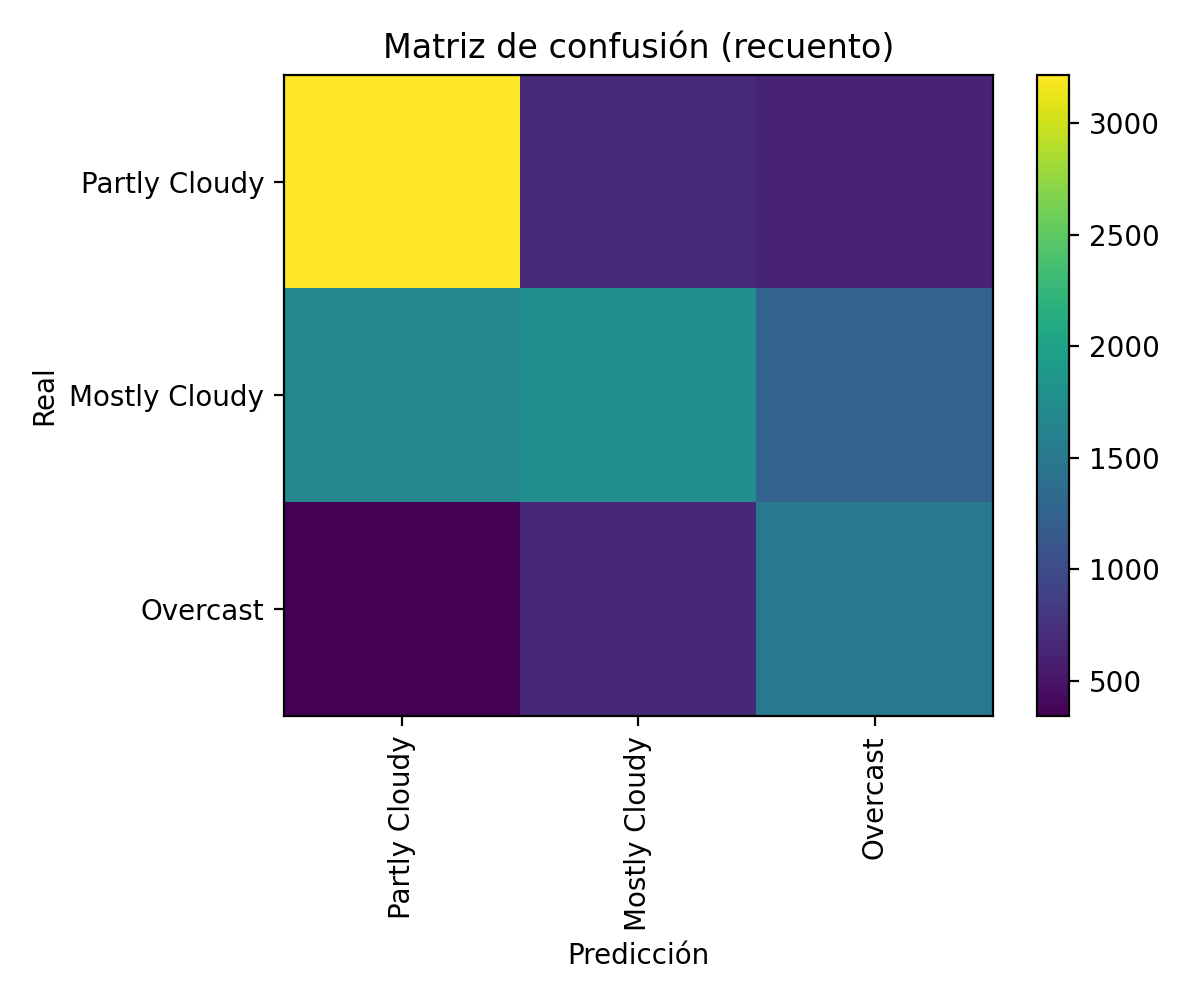 Matriz de confusión (recuento)
Real
Partly Cloudy
Mostly Cloudy
Overcast
Partly Cloudy
Mostly Cloudy
Overcast
Predicción
3000
2500
2000
1500
1000
500